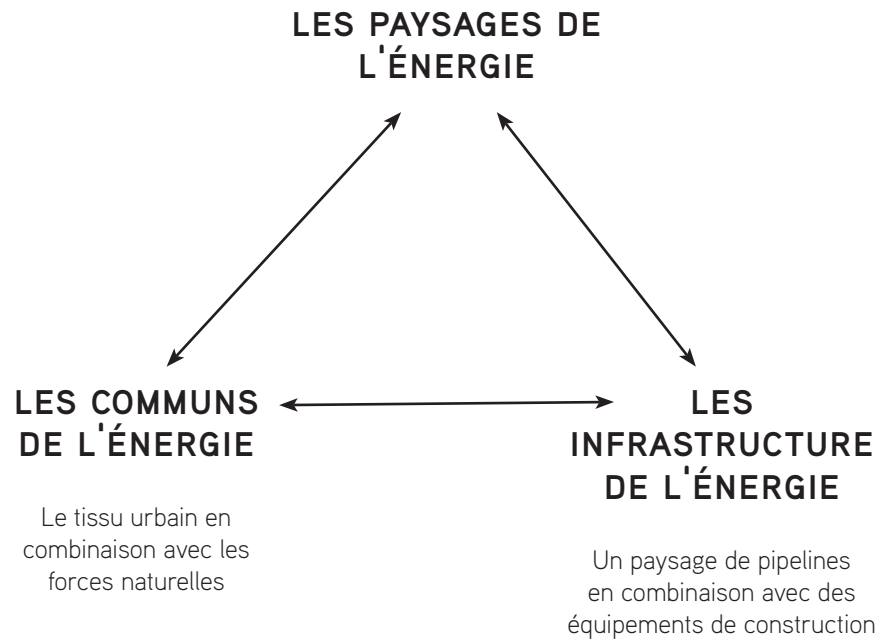 LES PAYSAGES DE
L'ÉNERGIE
LES COMMUNS
DE L'ÉNERGIE
Le tissu urbain en
combinaison avec les
forces naturelles
LES
INFRASTRUCTURE
DE L'ÉNERGIE
Un paysage de pipelines
en combinaison avec des
équipements de construction